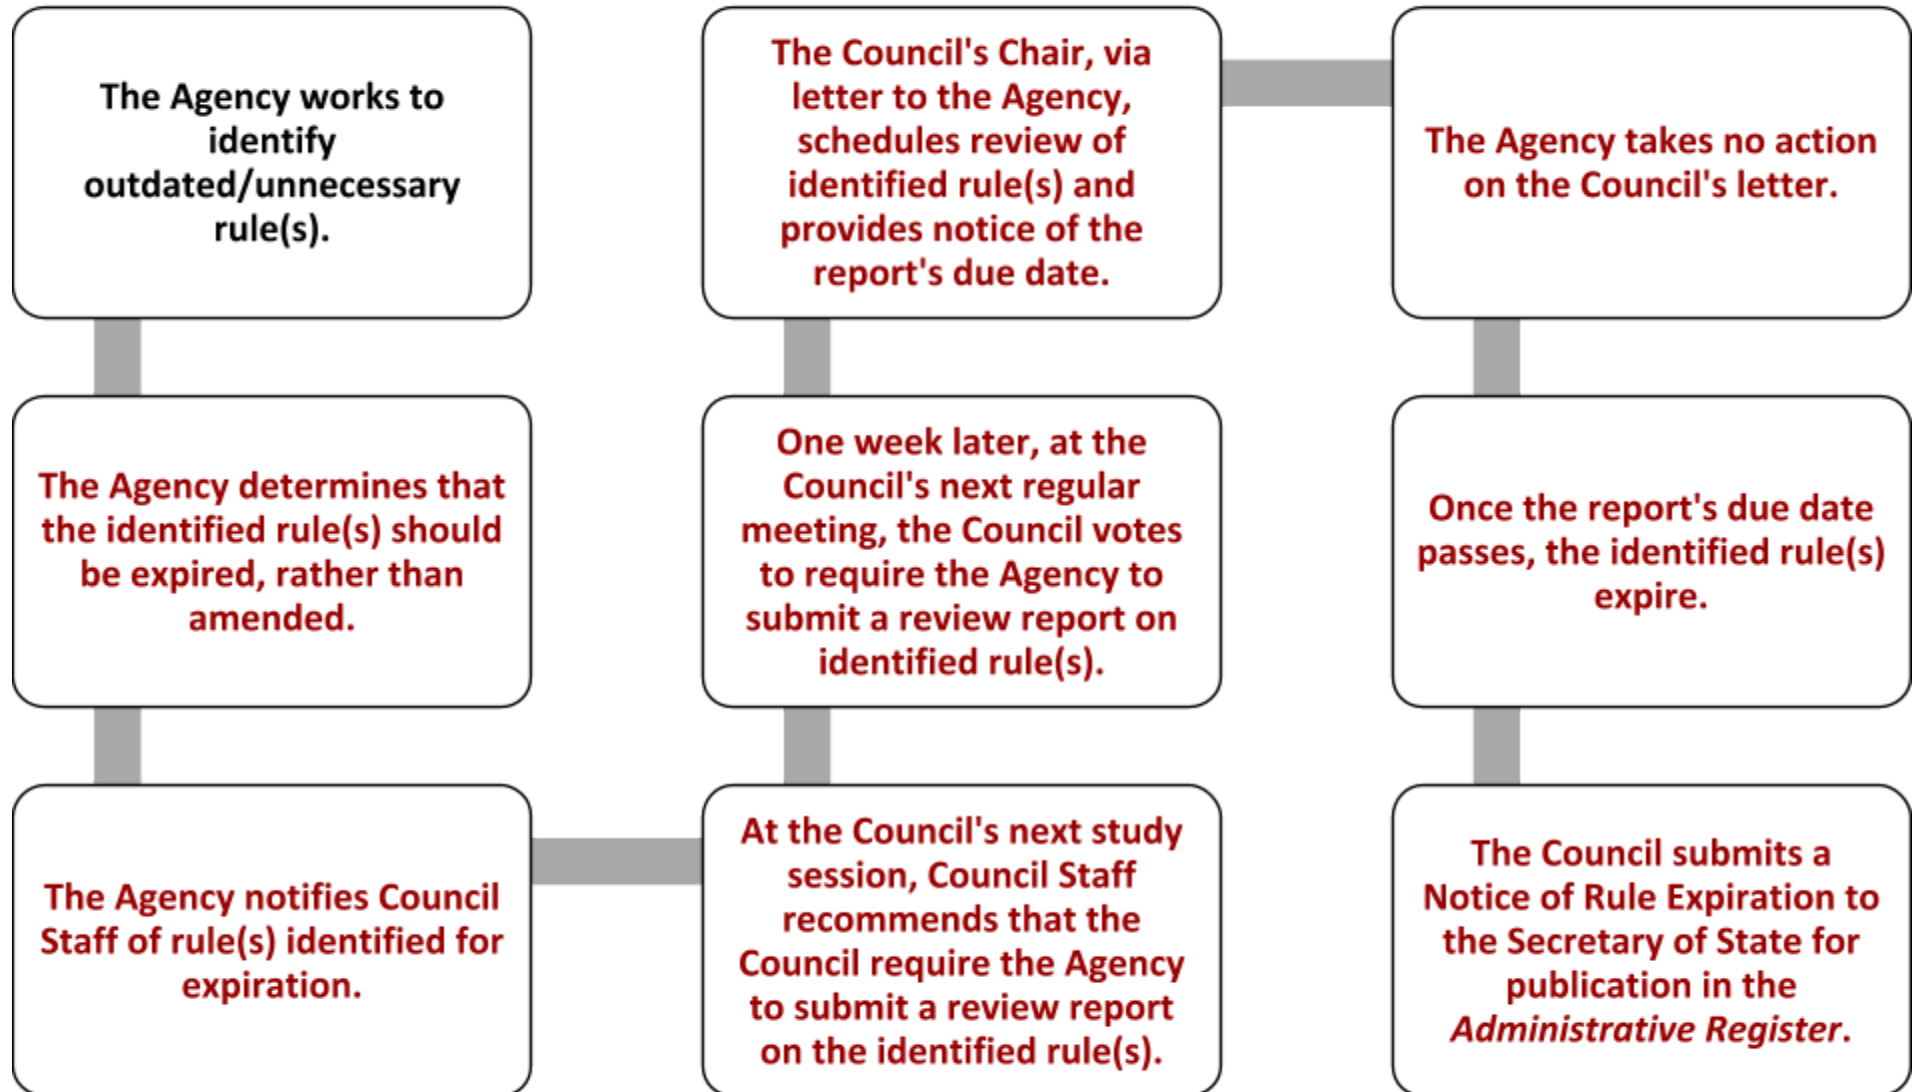 The Agency works to
identify
outdated/unnecessary
rule(s).
The Agency determines that
the identified rule(s) should
be expired, rather than
amended.
The Agency notifies Council
Staff of rule(s) identified for
expiration.
At the Council's next study
session, Council Staff
recommends that the
Council require the Agency
to submit a review report
on the identified rule(s).
One week later, at the
Council's next regular
meeting, the Council votes
to require the Agency to
submit a review report on
identified rule(s).
The Council's Chair, via
letter to the Agency,
schedules review of
identified rule(s) and
provides notice of the
report's due date.
The Agency takes no action
on the Council's letter.
Once the report's due date
passes, the identified rule(s)
expire.
The Council submits a
Notice of Rule Expiration to
the Secretary of State for
publication in the
Administrative Register.